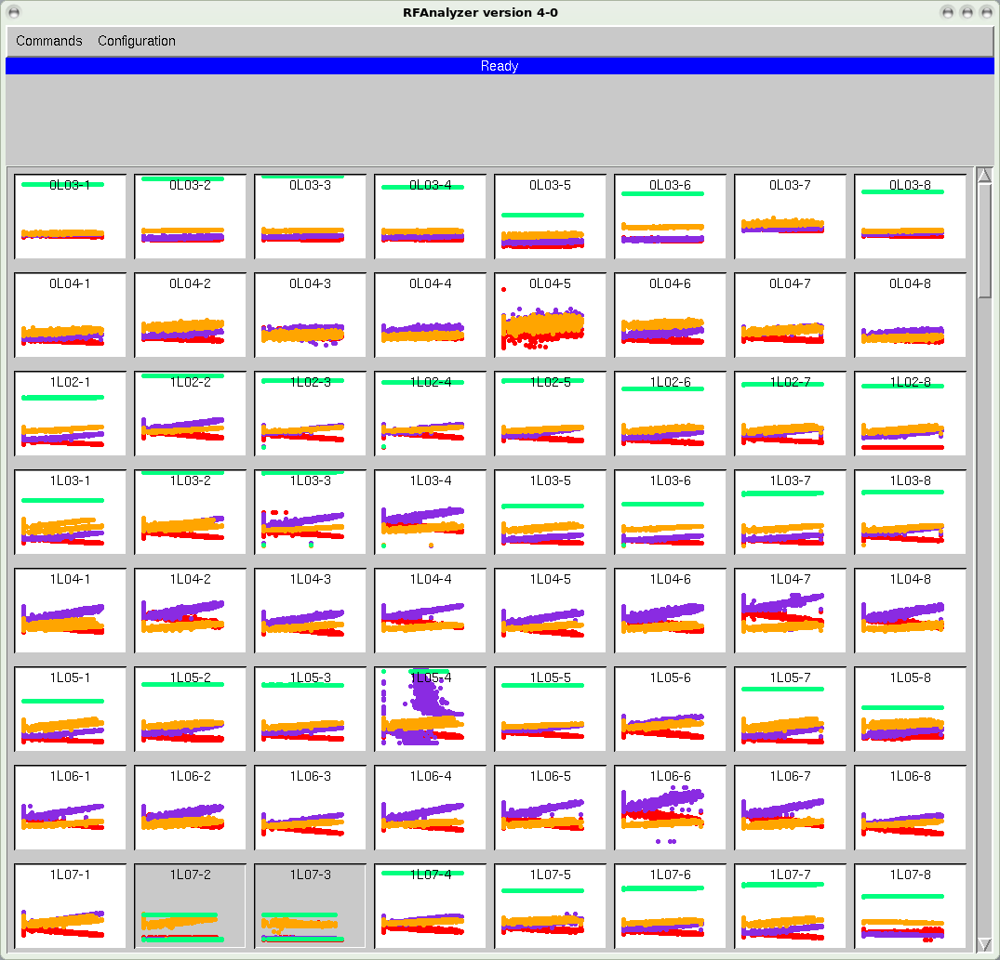 RFAnalyzer version 4-0
Commands Configuration
Ready
0L03-1 0L03-2 0L03-3 0L03-4 0L03-5 0L03-6 0L03-7 0L03-8
0L04-1 0L04-2 0L04-3 0L04-4 0L04-5 0L04-6 0L04-7 0L04-8
1L02-1 1L02-2 1L02-3 1L02-4 1L02-5 1L02-6 1L02-7 1L02-8
1L03-1 1L03-2 1L03-3 1L03-4 1L03-5 1L03-6 1L03-7 1L03-8
1L04-1 1L04-2 1L04-3 1L04-4 1L04-5 1L04-6 1L04-7 1L04-8
1L05-1 1L05-2 1L05-3 1L05-4 1L05-5 1L05-6 1L05-7 1L05-8
1L06-1 1L06-2 1L06-3 1L06-4 1L06-5 1L06-6 1L06-7 1L06-8
1L07-1 1L07-2 1L07-3 1L07-4 1L07-5 1L07-6 1L07-7 1L07-8